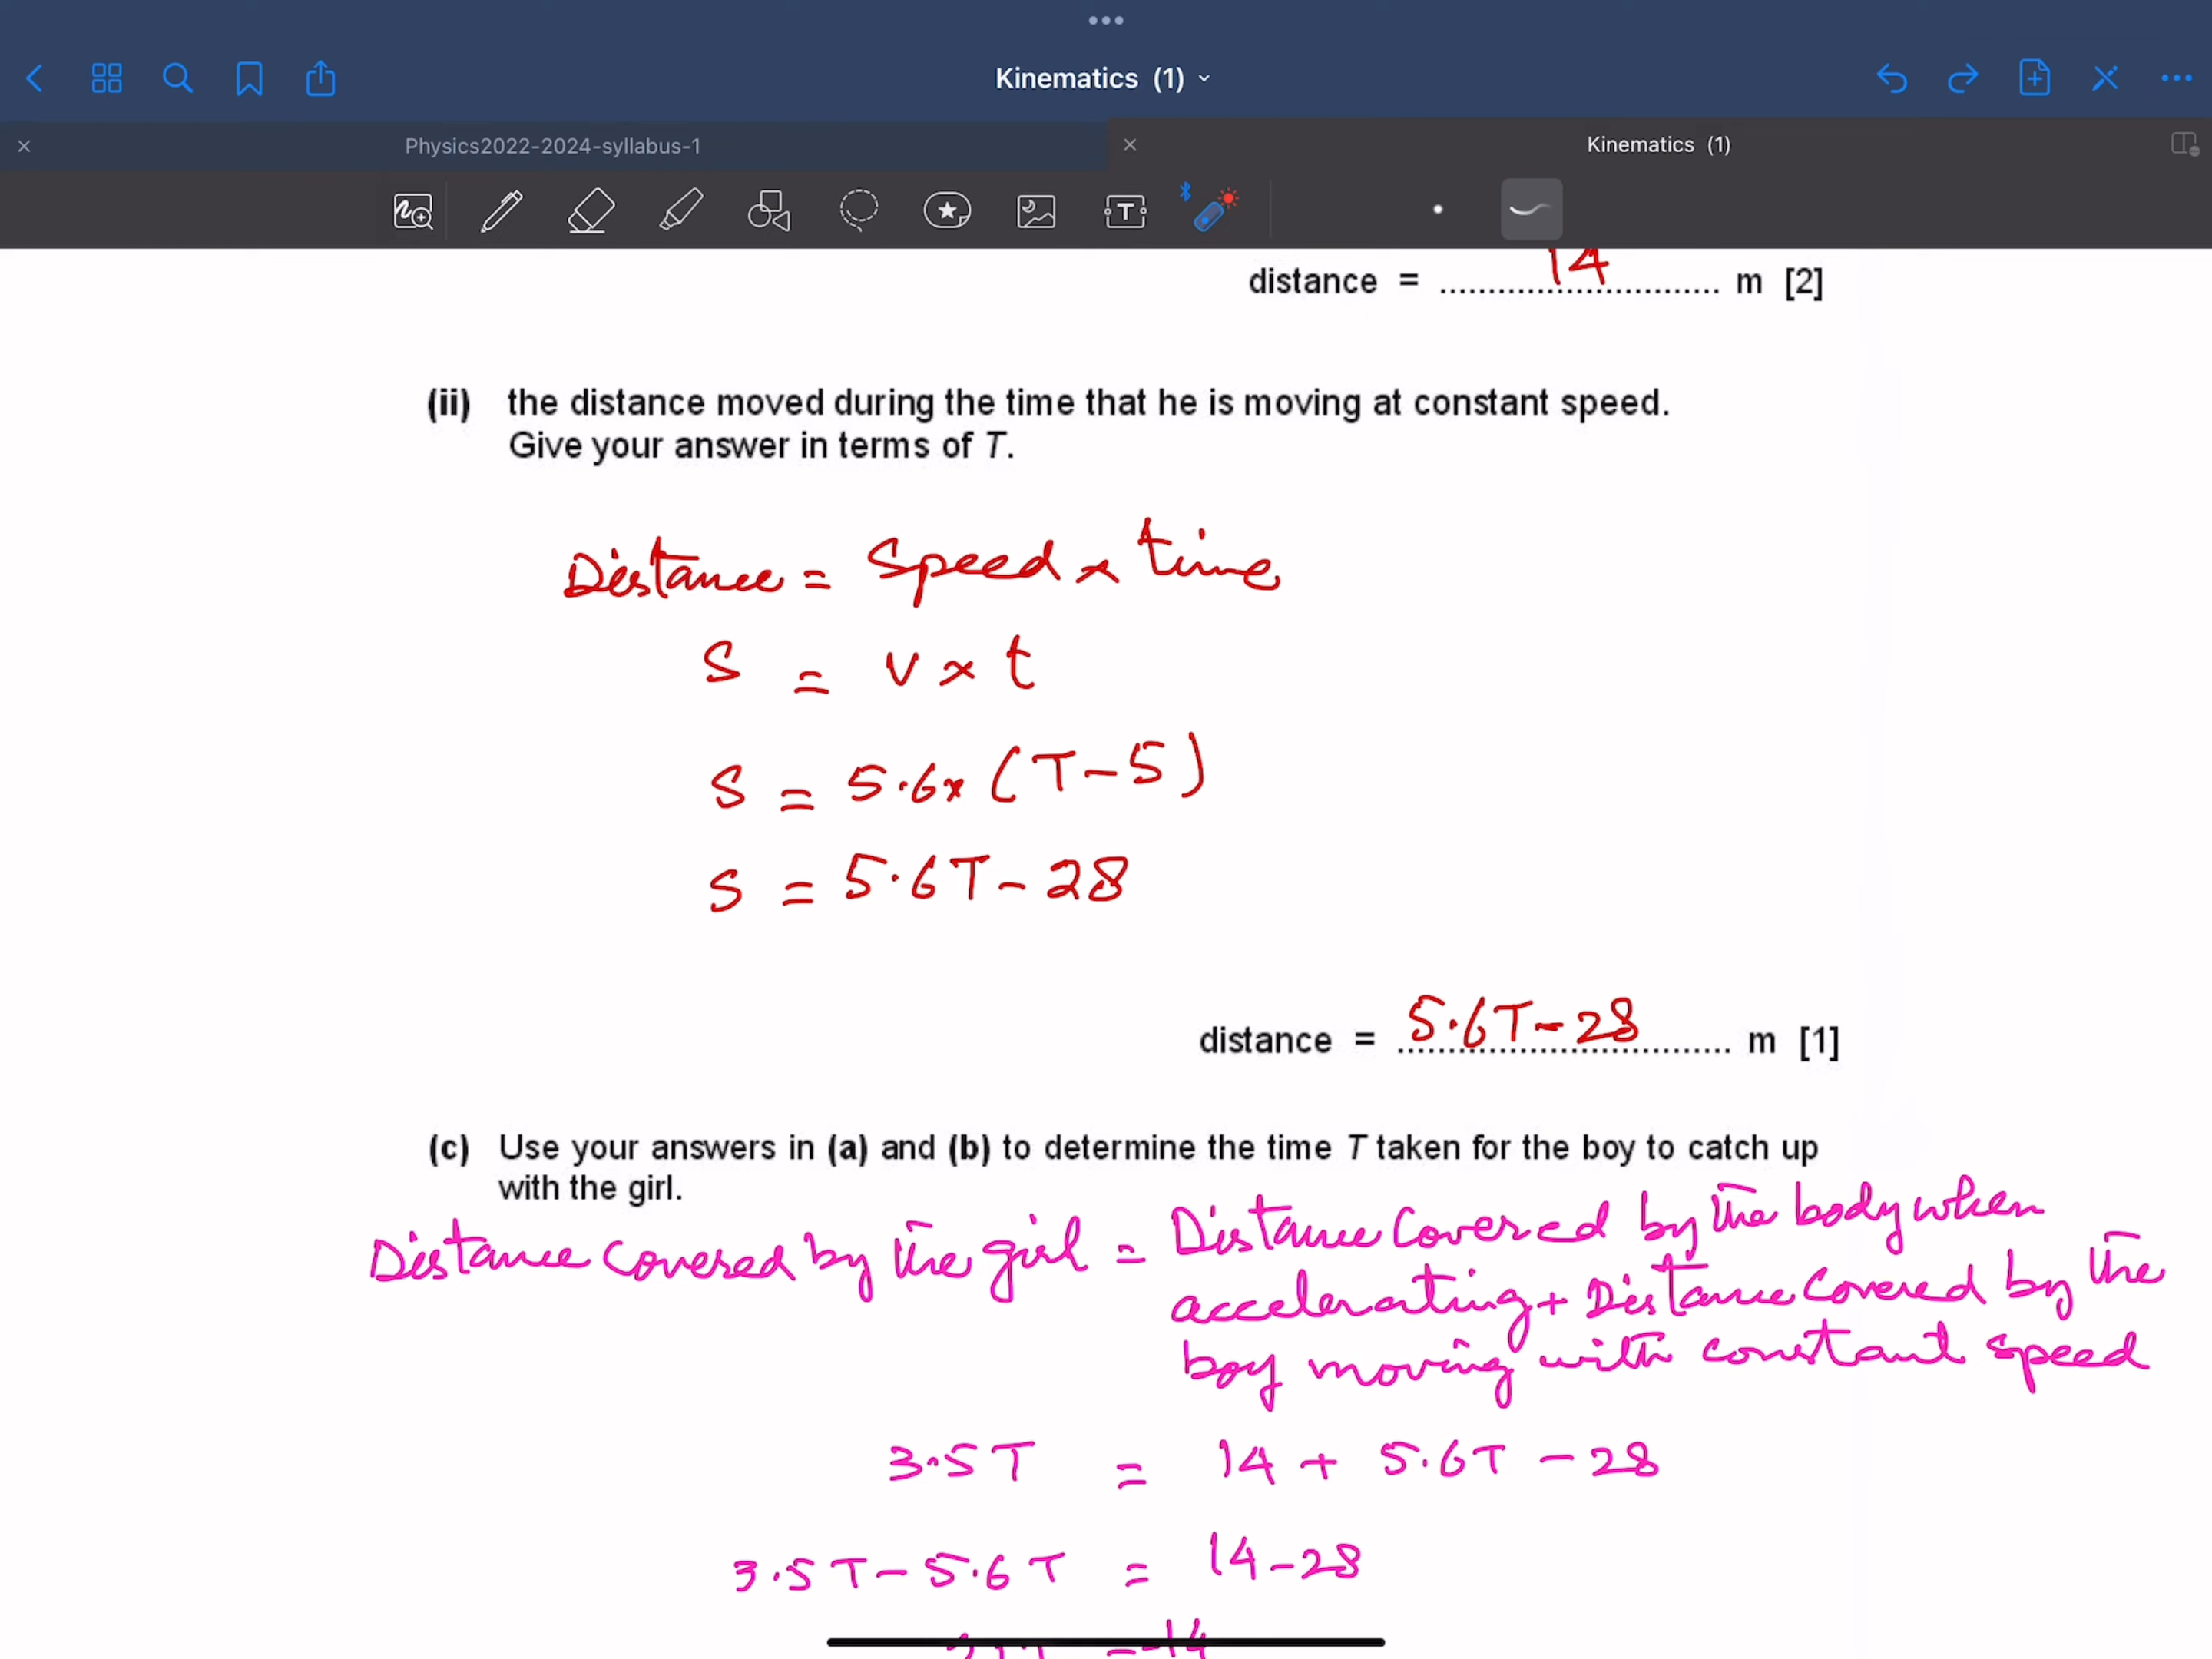 Kinematics (1)
Physics2022-2024-syllabus-1
Kinematics (1)
T
distance = 14 m [2]
(ii) the distance moved during the time that he is moving at constant speed.
Give your answer in terms of T.
Distance = Speed × time
S = v × t
S = 5.6 × (T - 5)
S = 5.6T - 28
distance = 5.6T - 28 m [1]
(c) Use your answers in (a) and (b) to determine the time T taken for the boy to catch up
with the girl.
Distance covered by the girl = Distance Covered by the body when
accelerating + Distance Covered by the
boy moving with constant speed
3.5T = 14 + 5.6T - 28
3.5T - 5.6T = 14 - 28
= -14